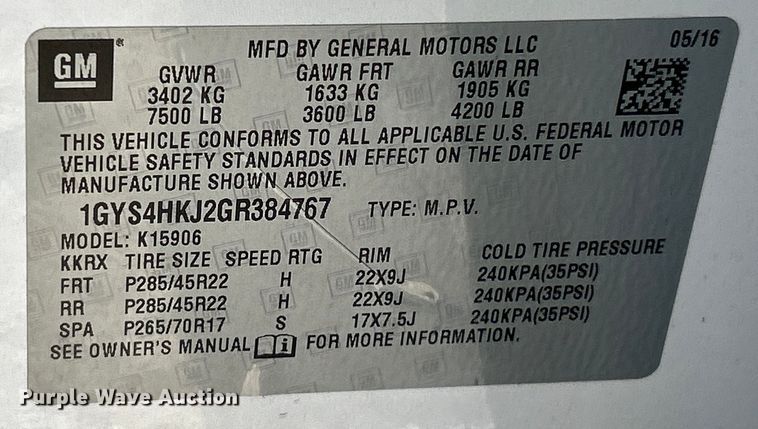 GM
MFD BY GENERAL MOTORS LLC 05/16
GVWR GAWR FRT GAWR RR
3402 KG 1633 KG 1905 KG
7500 LB 3600 LB 4200 LB
THIS VEHICLE CONFORMS TO ALL APPLICABLE U.S. FEDERAL MOTOR
VEHICLE SAFETY STANDARDS IN EFFECT ON THE DATE OF
MANUFACTURE SHOWN ABOVE.
1GYS4HKJ2GR384767 TYPE: M.P.V.
MODEL: K15906
KKRX TIRE SIZE SPEED RTG RIM COLD TIRE PRESSURE
FRT P285/45R22 H 22X9J 240KPA(35PSI)
RR P285/45R22 H 22X9J 240KPA(35PSI)
SPA P265/70R17 S 17X7.5J 240KPA(35PSI)
SEE OWNER'S MANUAL i FOR MORE INFORMATION.
Purple Wave Auction